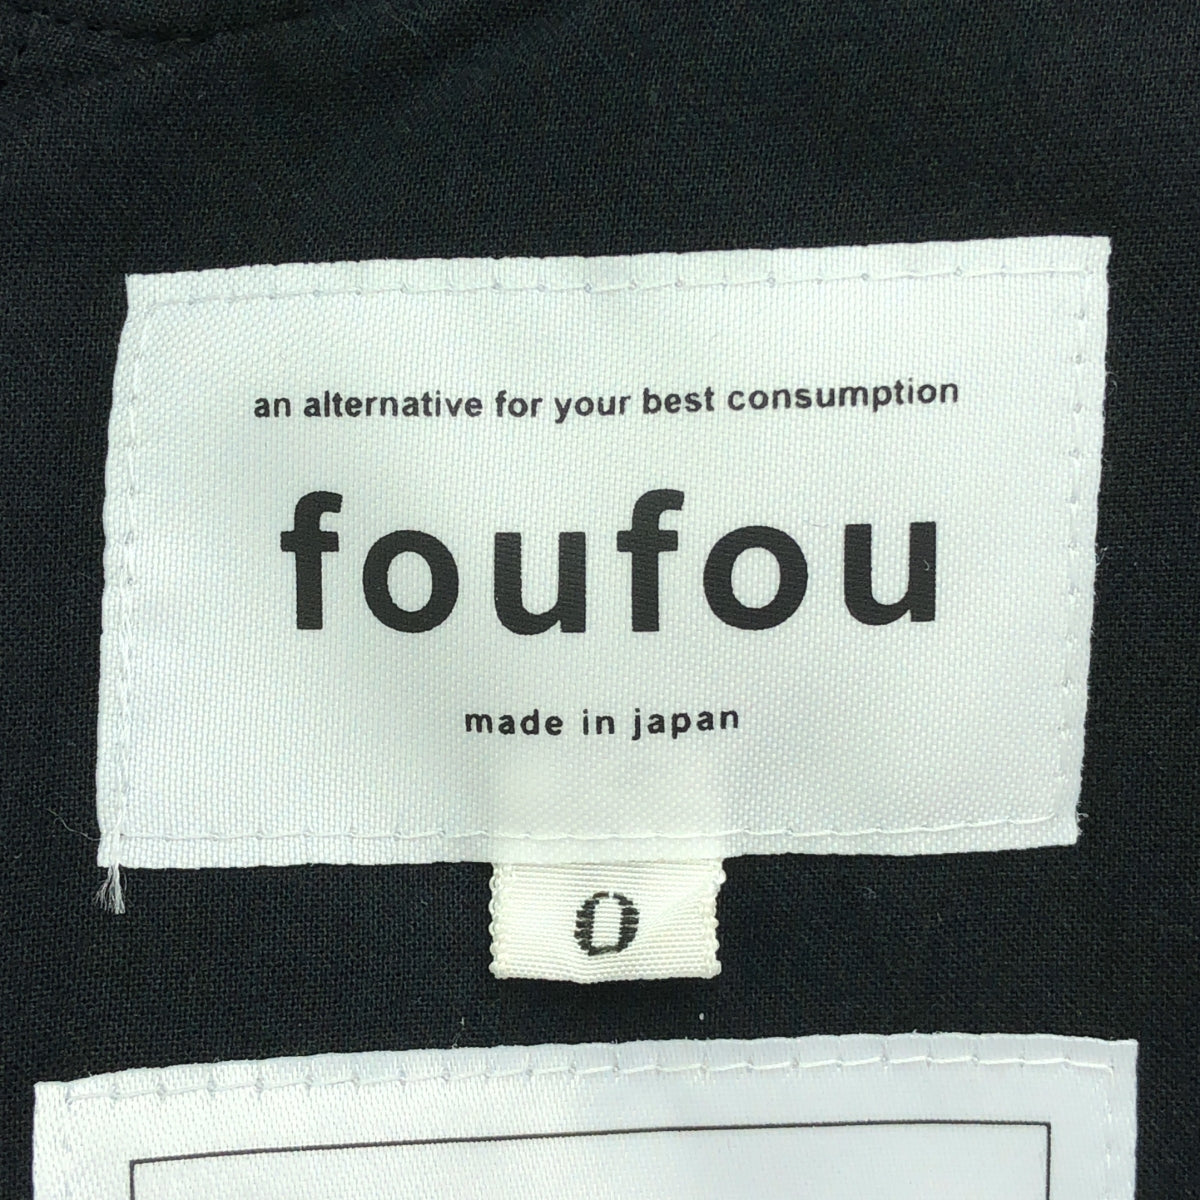 an alternative for your best consumption
foufou
made in japan
0